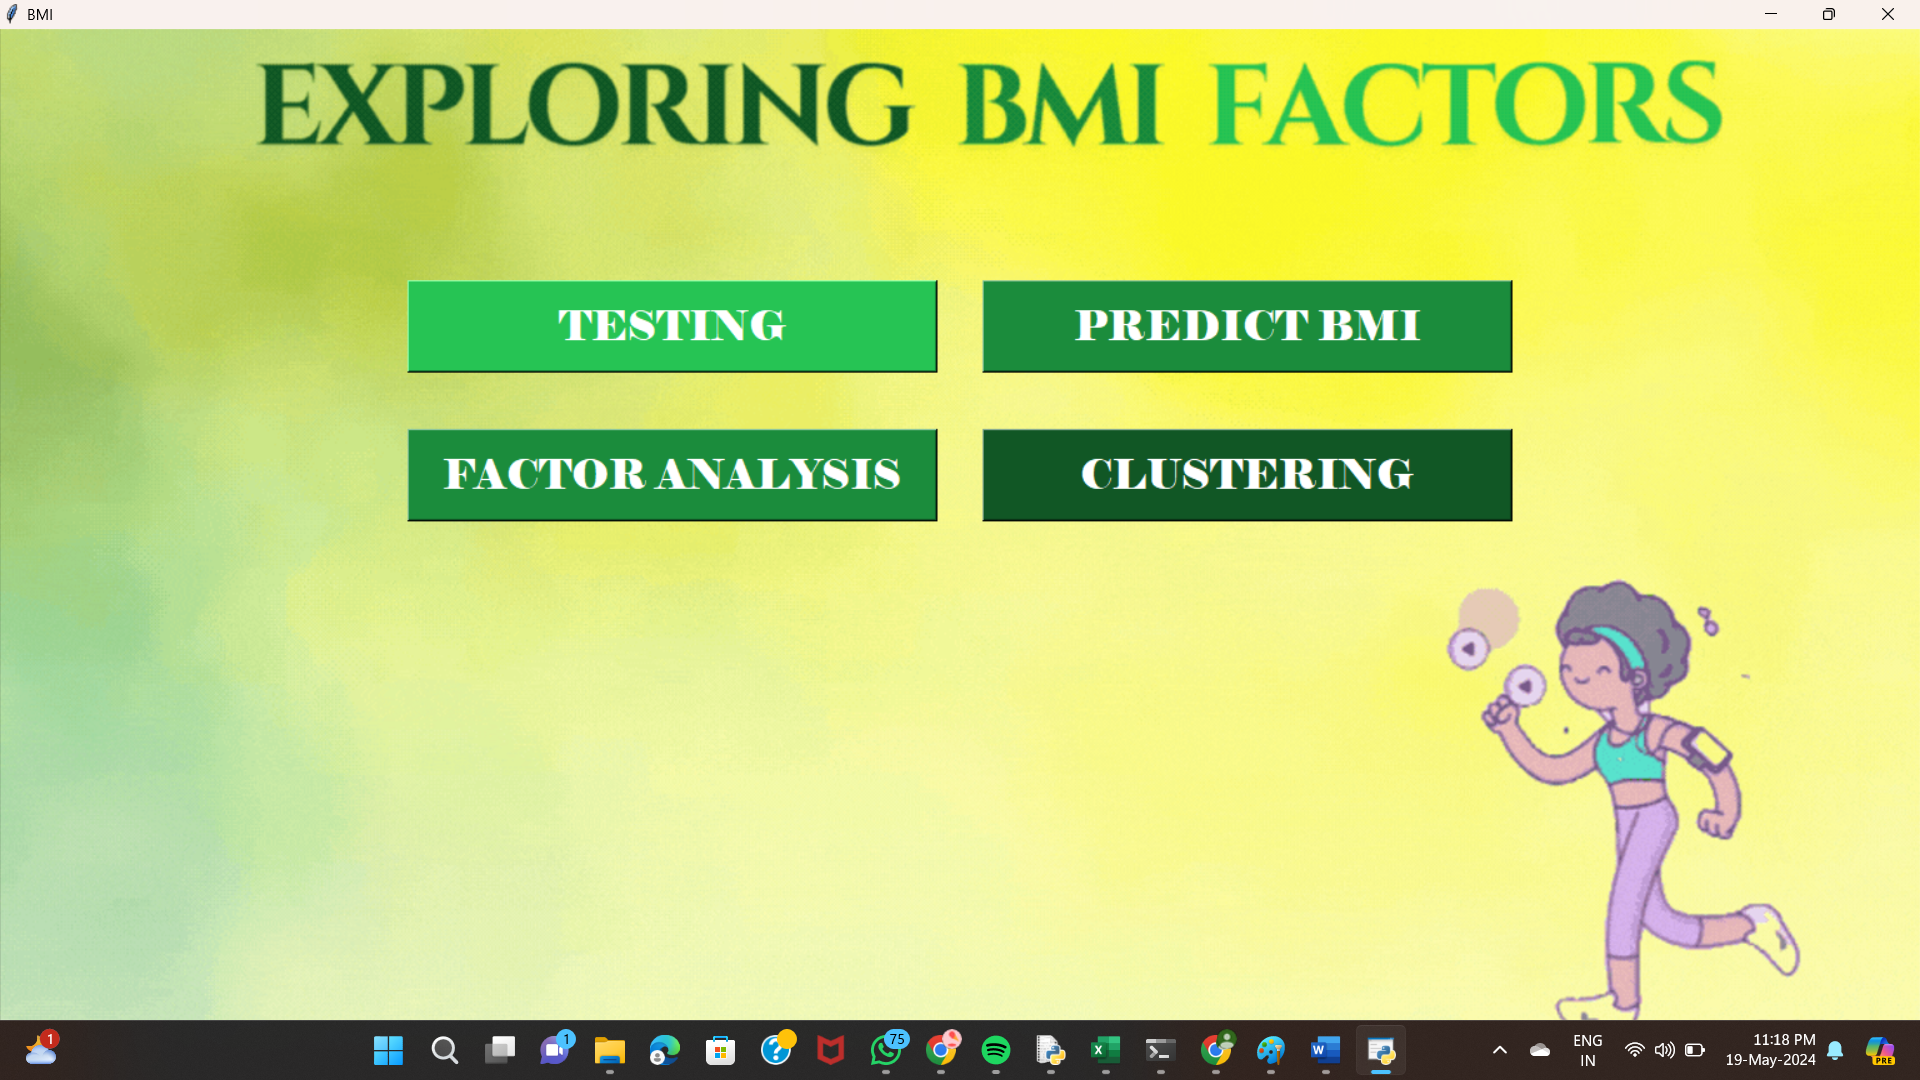 BMI
EXPLORING BMI FACTORS
TESTING
PREDICT BMI
FACTOR ANALYSIS
CLUSTERING
1
1
75
X
W
ENG
IN
11:18 PM
19-May-2024
PRE